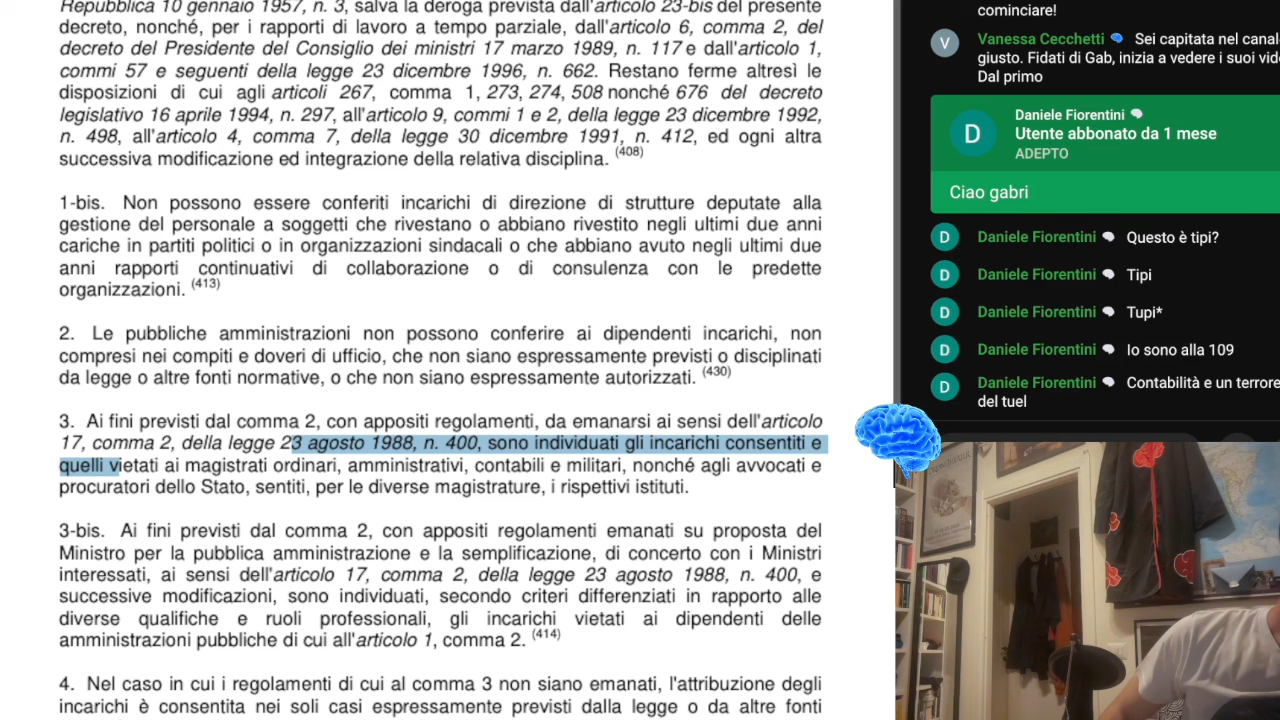 Repubblica 10 gennaio 1957, n. 3, salva la deroga prevista dall'articolo 23-bis del presente
decreto, nonché, per i rapporti di lavoro a tempo parziale, dall'articolo 6, comma 2, del
decreto del Presidente del Consiglio dei ministri 17 marzo 1989, n. 117 e dall'articolo 1,
commi 57 e seguenti della legge 23 dicembre 1996, n. 662. Restano ferme altresì le
disposizioni di cui agli articoli 267, comma 1, 273, 274, 508 nonché 676 del decreto
legislativo 16 aprile 1994, n. 297, all'articolo 9, commi 1 e 2, della legge 23 dicembre 1992,
n. 498, all'articolo 4, comma 7, della legge 30 dicembre 1991, n. 412, ed ogni altra
successiva modificazione ed integrazione della relativa disciplina. (408)
1-bis. Non possono essere conferiti incarichi di direzione di strutture deputate alla
gestione del personale a soggetti che rivestano o abbiano rivestito negli ultimi due anni
cariche in partiti politici o in organizzazioni sindacali o che abbiano avuto negli ultimi due
anni rapporti continuativi di collaborazione o di consulenza con le predette
organizzazioni. (413)
2. Le pubbliche amministrazioni non possono conferire ai dipendenti incarichi, non
compresi nei compiti e doveri di ufficio, che non siano espressamente previsti o disciplinati
da legge o altre fonti normative, o che non siano espressamente autorizzati. (430)
3. Ai fini previsti dal comma 2, con appositi regolamenti, da emanarsi ai sensi dell'articolo
17, comma 2, della legge 23 agosto 1988, n. 400, sono individuati gli incarichi consentiti e
quelli vietati ai magistrati ordinari, amministrativi, contabili e militari, nonché agli avvocati e
procuratori dello Stato, sentiti, per le diverse magistrature, i rispettivi istituti.
3-bis. Ai fini previsti dal comma 2, con appositi regolamenti emanati su proposta del
Ministro per la pubblica amministrazione e la semplificazione, di concerto con i Ministri
interessati, ai sensi dell'articolo 17, comma 2, della legge 23 agosto 1988, n. 400, e
successive modificazioni, sono individuati, secondo criteri differenziati in rapporto alle
diverse qualifiche e ruoli professionali, gli incarichi vietati ai dipendenti delle
amministrazioni pubbliche di cui all'articolo 1, comma 2. (414)
4. Nel caso in cui i regolamenti di cui al comma 3 non siano emanati, l'attribuzione degli
incarichi è consentita nei soli casi espressamente previsti dalla legge o da altre fonti
cominciare!
V Vanessa Cecchetti Sei capitata nel canale
giusto. Fidati di Gab, inizia a vedere i suoi
Dal primo
Daniele Fiorentini
D Utente abbonato da 1 mese
ADEPTO
Ciao gabri
D Daniele Fiorentini Questo è tipi?
D Daniele Fiorentini Tipi
D Daniele Fiorentini Tupi*
D Daniele Fiorentini Io sono alla 109
D Daniele Fiorentini Contabilità e un terrore
del tuel